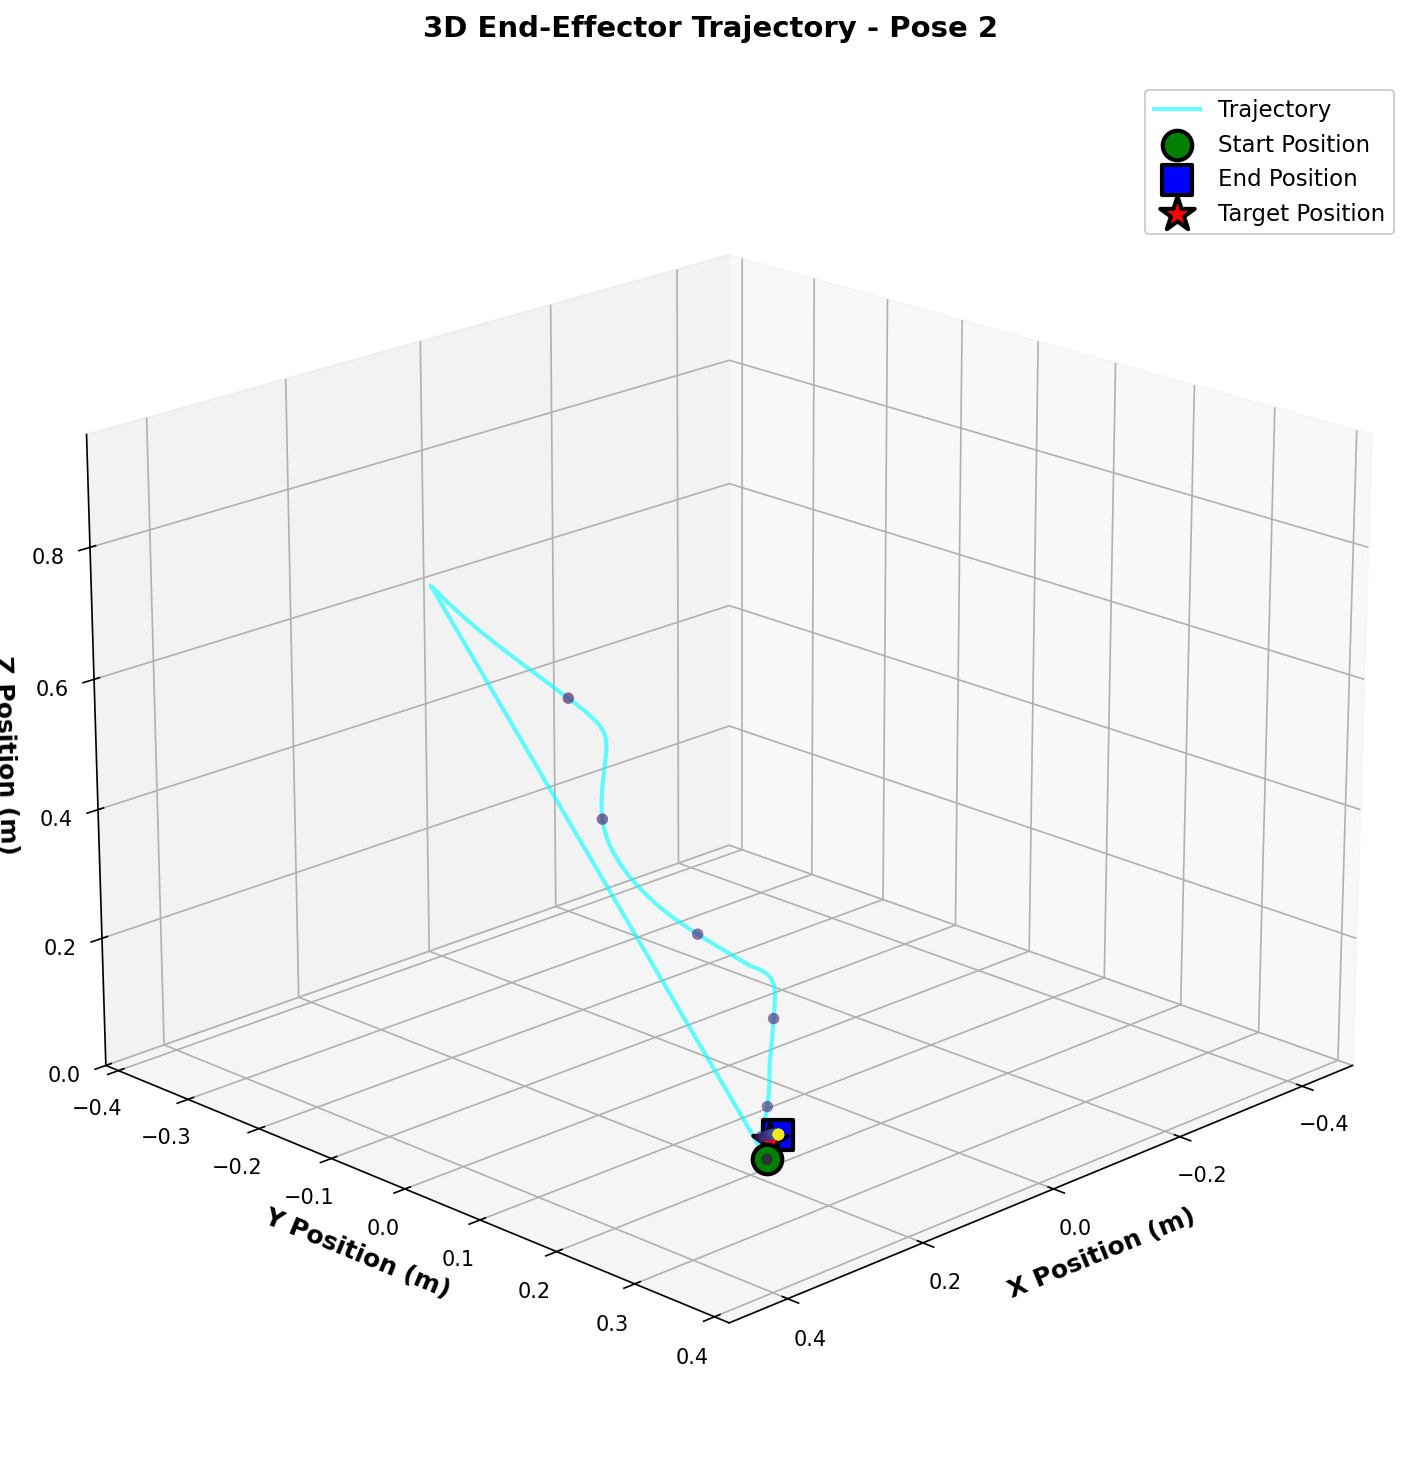 3D End-Effector Trajectory - Pose 2
Trajectory
Start Position
End Position
Target Position
0.8
0.6
0.4
0.2
0.0
Z Position (m)
−0.4
−0.3
−0.2
−0.1
0.0
0.1
0.2
0.3
0.4
Y Position (m)
−0.4
−0.2
0.0
0.2
0.4
X Position (m)